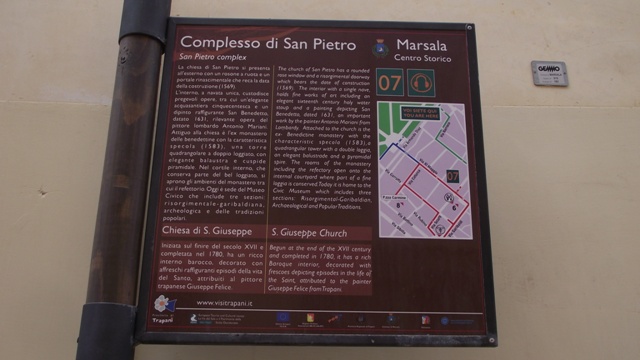 Complesso di San Pietro
San Pietro complex
Marsala
Centro Storico
07
La chiesa di San Pietro si presenta
all'esterno con un rosone a ruota e un
portale rinascimentale che reca la data
della costruzione (1569).
L'interno, a navata unica, custodisce
pregevoli opere, tra cui un'elegante
acquasantiera cinquecentesca e un
dipinto raffigurante San Benedetto,
datato 1631, rilevante opera del
pittore lombardo Antonio Mariani.
Attiguo alla chiesa è l'ex monastero
delle benedettine con la caratteristica
specola (1583), una torre
quadrangolare a doppio loggiato, con
elegante balaustra e cuspide
piramidale. Nel cortile interno, che
conserva parte del bel loggiato, si
aprono gli ambienti del monastero tra
cui il refettorio. Oggi è sede del Museo
Civico che include tre sezioni:
risorgimentale-garibaldina,
archeologica e delle tradizioni
popolari.
The church of San Pietro has a rounded
rose window and a rearginmental doorway
which bears the date of construction
(1569). The interior with a single nave,
holds fine works of art including an
elegant sixteenth century holy water
stoup and a painting depicting San
Benedetto, dated 1631, an important
work by the painter Antonio Mariani from
Lombardy. Attached to the church is the
ex- Benedictine monastery with the
characteristic specola (1583), a
quadrangular tower with a double loggia,
an elegant balustrade and a pyramidal
spire. The rooms of the monastery
including the refectory open onto the
internal courtyard where part of a fine
loggia is conserved. Today it is home to the
Civic Museum which includes three
sections: Risorgimental-Garibaldian,
Archaeological and Popular Traditions.
VOI SIETE QUI
YOU ARE HERE
07
Chiesa di S. Giuseppe
S. Giuseppe Church
Iniziata sul finire del secolo XVII e
completata nel 1780, ha un ricco
interno barocco, decorato con
affreschi raffiguranti episodi della vita
del Santo, attribuiti al pittore
trapanese Giuseppe Felice.
Begun at the end of the XVII century
and completed in 1780, it has a rich
Baroque interior, decorated with
frescoes depicting episodes in the life of
the Saint, attributed to the painter
Giuseppe Felice from Trapani
www.visitrapani.it
Trapani